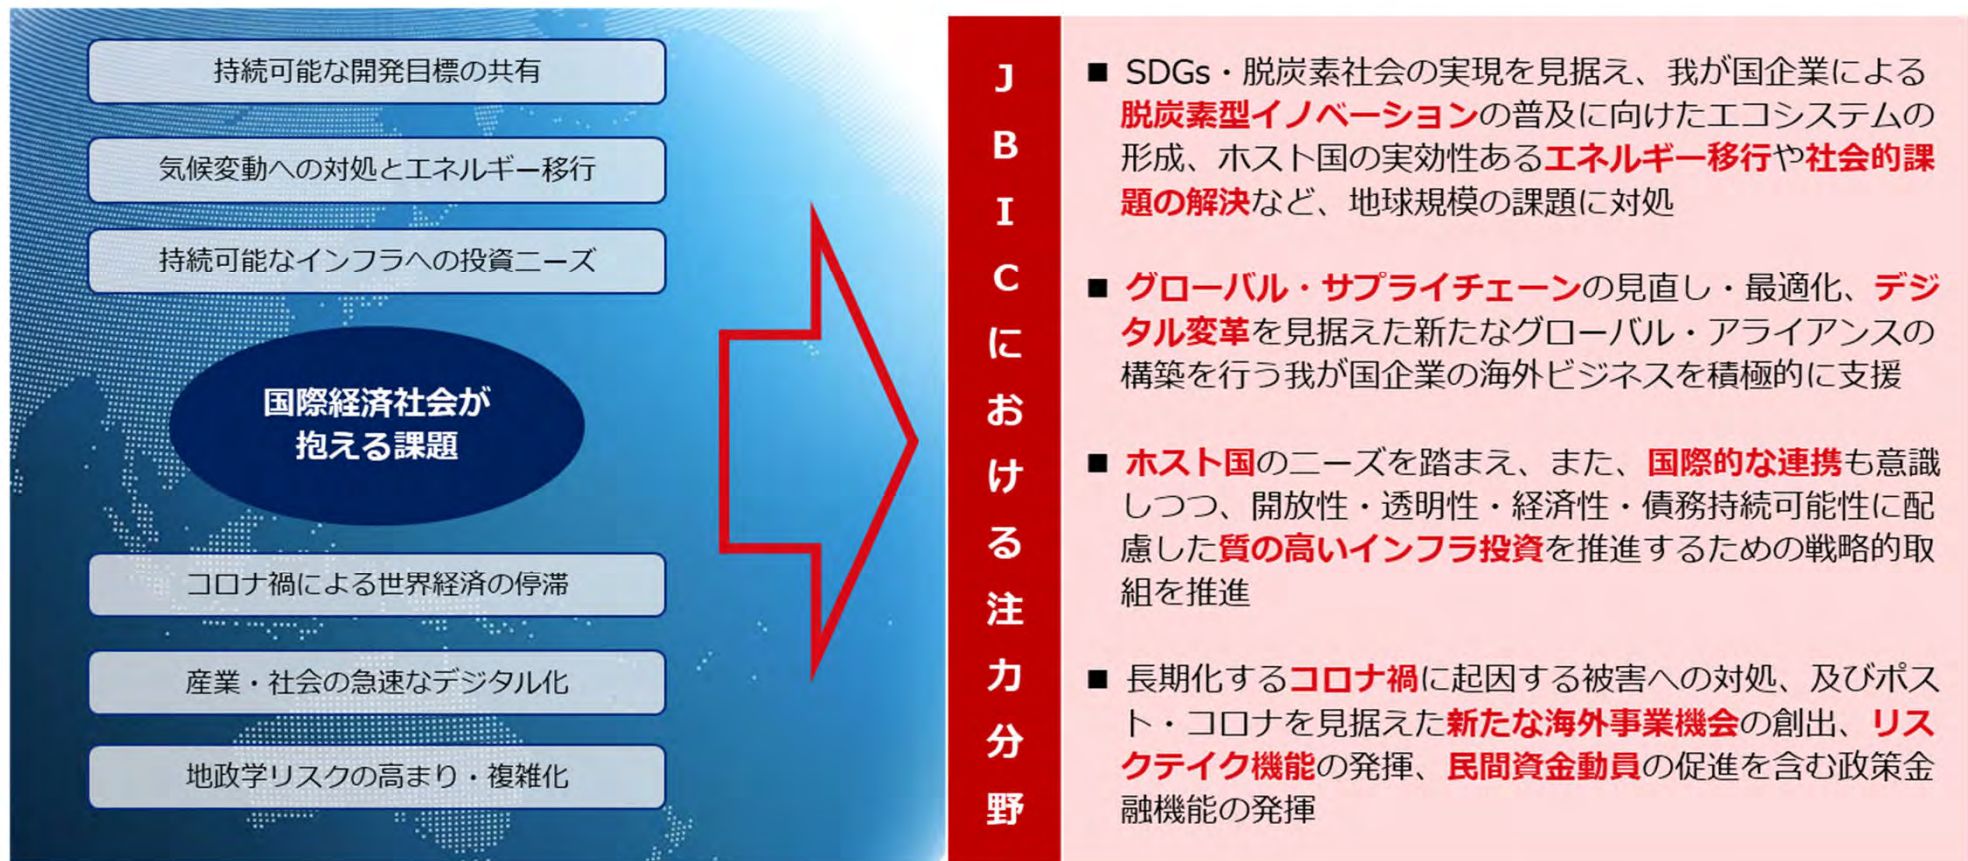 持続可能な開発目標の共有
気候変動への対処とエネルギー移行
持続可能なインフラへの投資ニーズ
国際経済社会が
抱える課題
コロナ禍による世界経済の停滞
産業・社会の急速なデジタル化
地政学リスクの高まり・複雑化
JBICにおける注力分野
■ SDGs・脱炭素社会の実現を見据え、我が国企業による
脱炭素型イノベーションの普及に向けたエコシステムの
形成、ホスト国の実効性あるエネルギー移行や社会的課
題の解決など、地球規模の課題に対処
■ グローバル・サプライチェーンの見直し・最適化、デジ
タル変革を見据えた新たなグローバル・アライアンスの
構築を行う我が国企業の海外ビジネスを積極的に支援
■ ホスト国のニーズを踏まえ、また、国際的な連携も意識
しつつ、開放性・透明性・経済性・債務持続可能性に配
慮した質の高いインフラ投資を推進するための戦略的取
組を推進
■ 長期化するコロナ禍に起因する被害への対処、及びポス
ト・コロナを見据えた新たな海外事業機会の創出、リス
クテイク機能の発揮、民間資金動員の促進を含む政策金
融機能の発揮